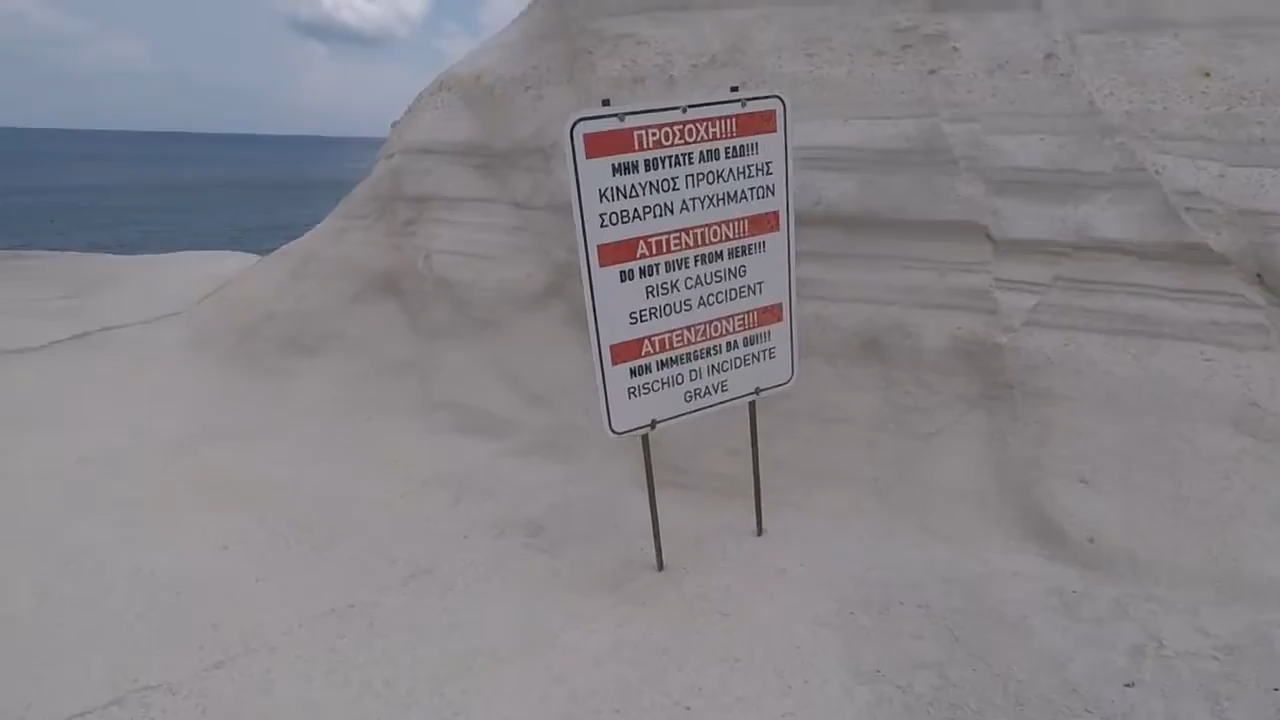 ΠΡΟΣΟΧΗ!!!
ΜΗΝ ΒΟΥΤΑΤΕ ΑΠΟ ΕΔΩ!!!
ΚΙΝΔΥΝΟΣ ΠΡΟΚΛΗΣΗΣ
ΣΟΒΑΡΩΝ ΑΤΥΧΗΜΑΤΩΝ
ATTENTION!!!
DO NOT DIVE FROM HERE!!!
RISK CAUSING
SERIOUS ACCIDENT
ATTENZIONE!!!
NON IMMERGERSI DA QUI!!!
RISCHIO DI INCIDENTE
GRAVE